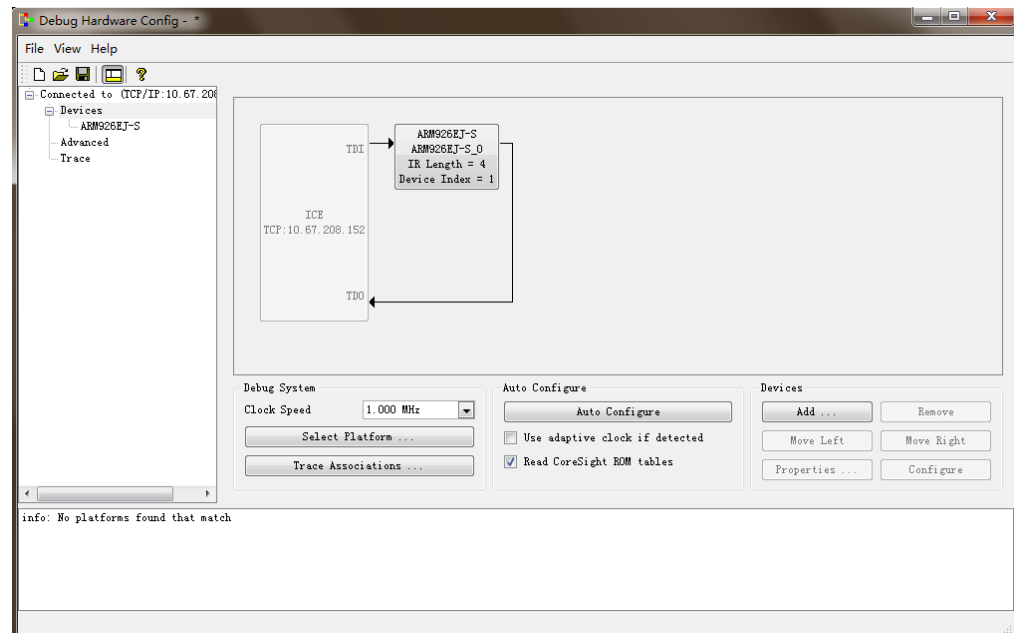 Debug Hardware Config - *
File View Help
Connected to (TCP/IP:10.67.208
Devices
ARM926EJ-S
Advanced
Trace
TDI
ARM926EJ-S
ARM926EJ-S_0
IR Length = 4
Device Index = 1
ICE
TCP:10.67.208.152
TDO
Debug System
Clock Speed 1.000 MHz
Select Platform ...
Trace Associations ...
Auto Configure
Auto Configure
Use adaptive clock if detected
Read CoreSight ROM tables
Devices
Add ... Remove
Move Left Move Right
Properties ... Configure
info: No platforms found that match